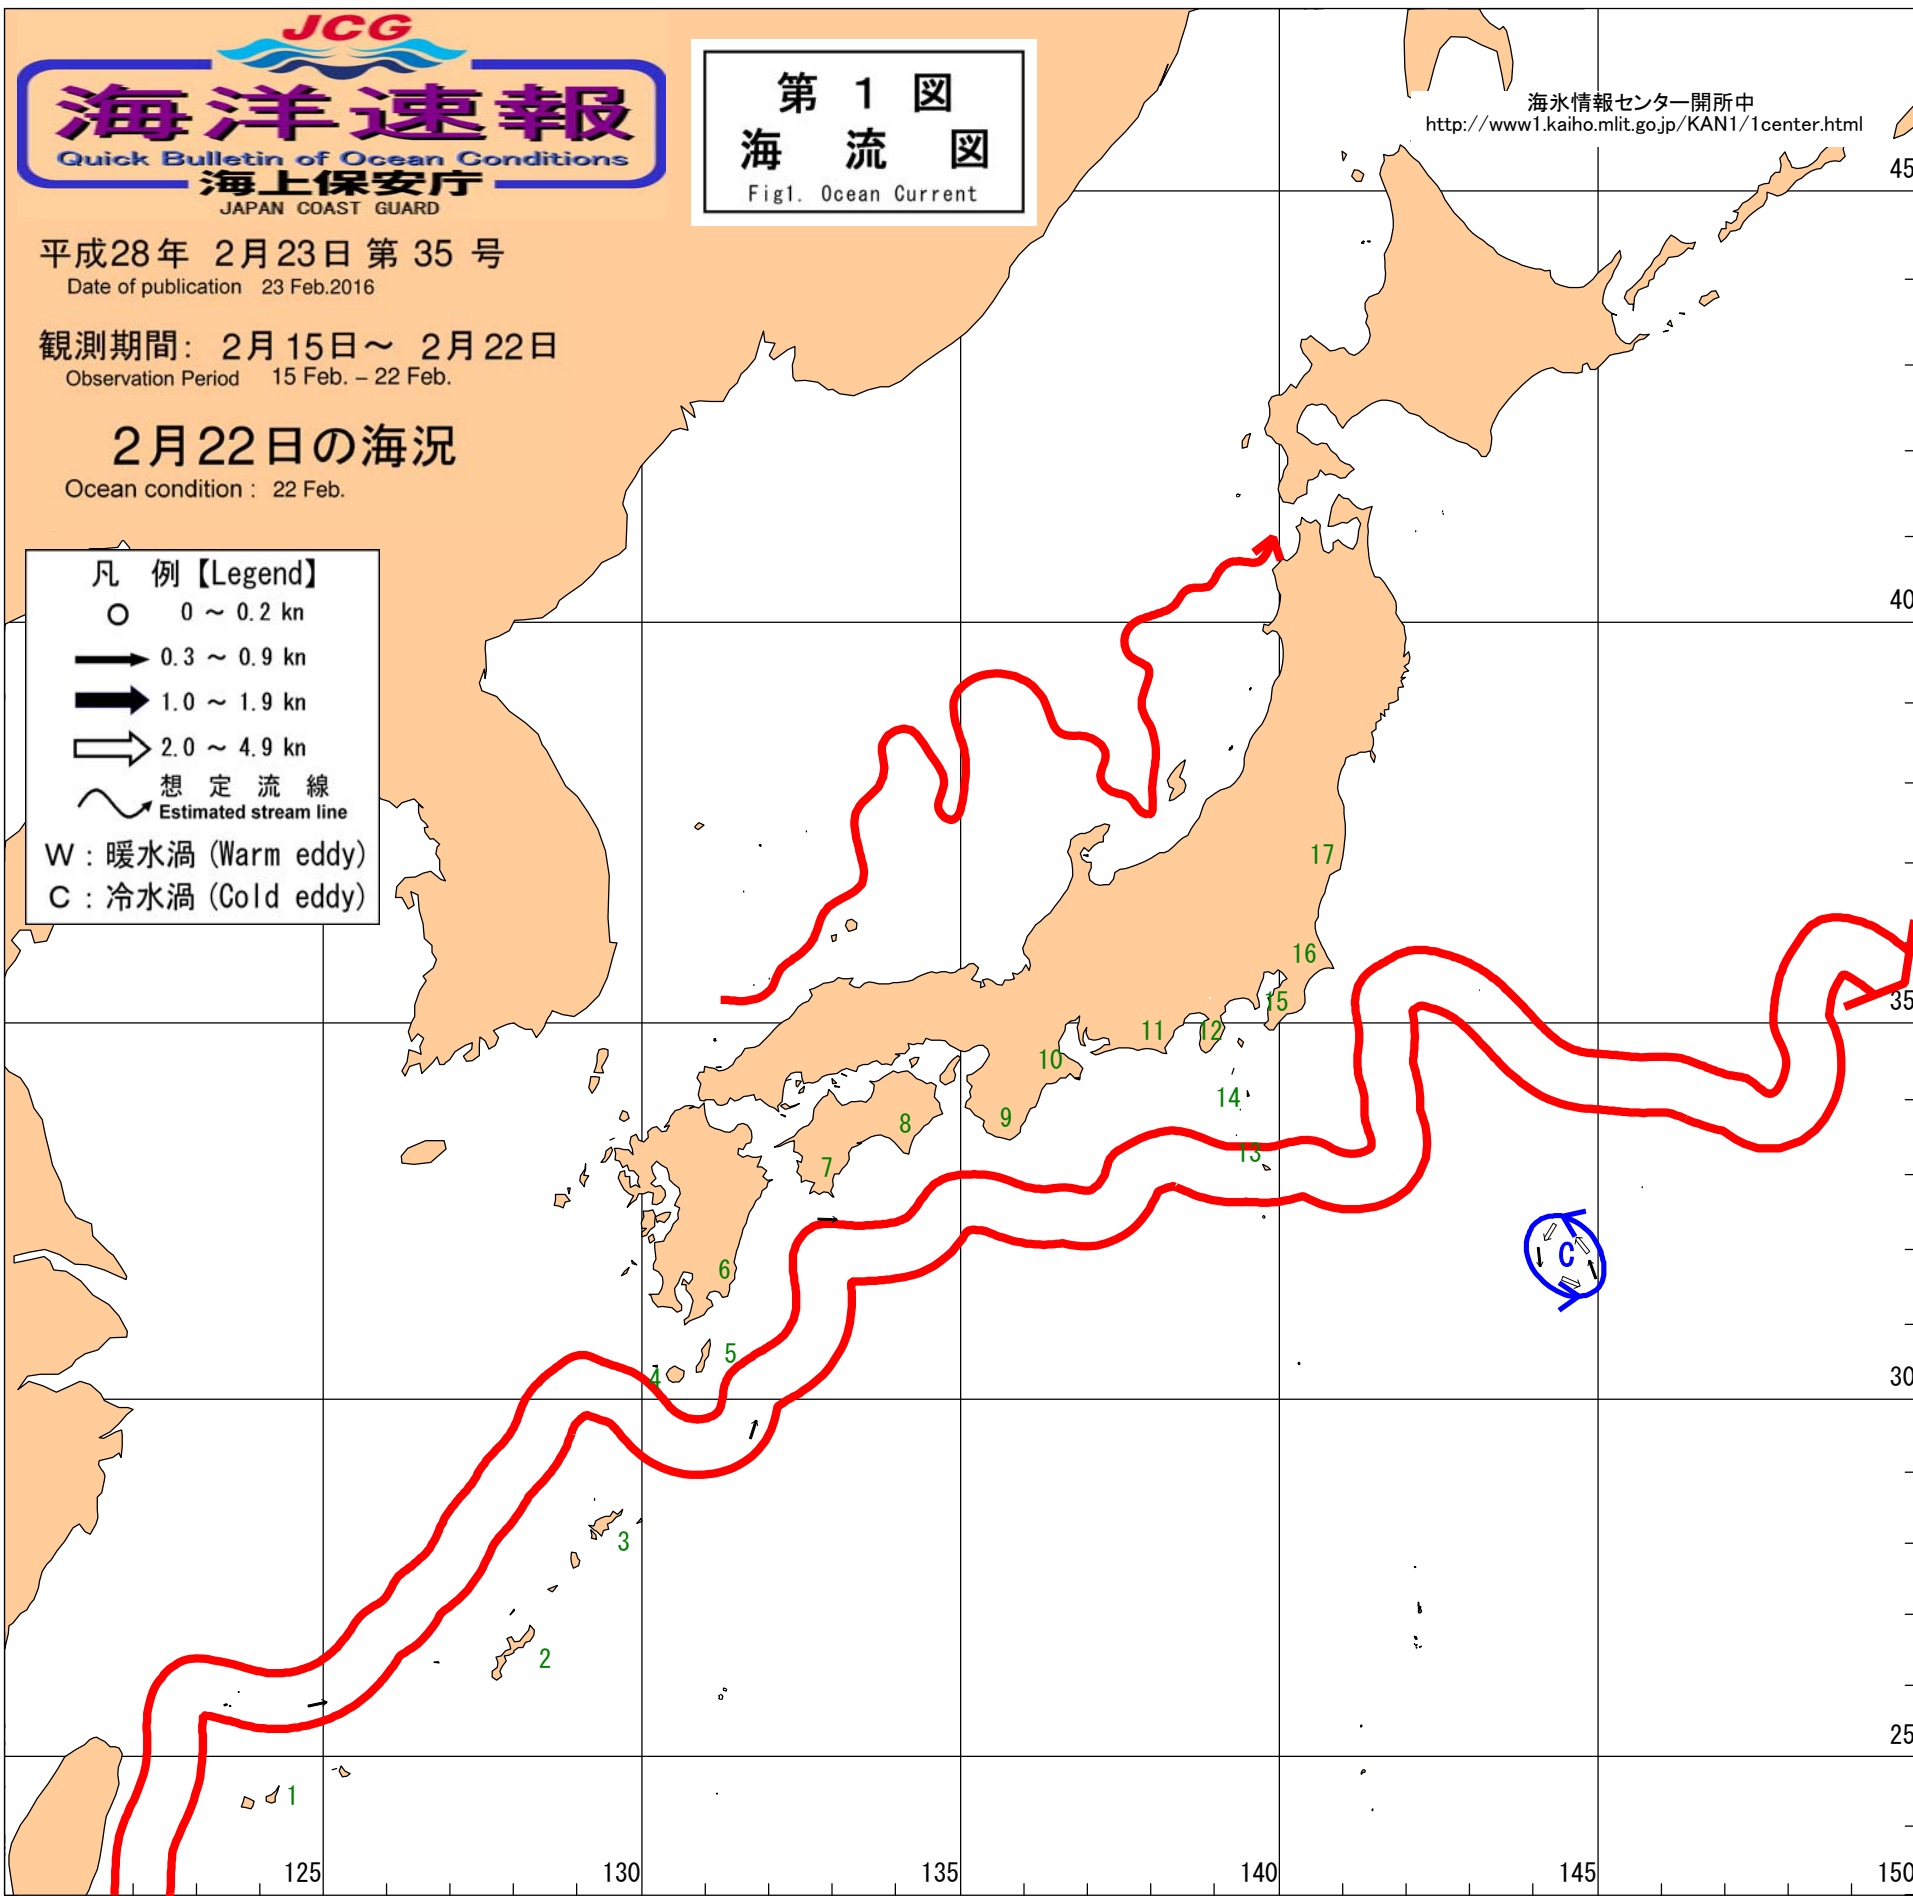 JCG
海洋速報
Quick Bulletin of Ocean Conditions
海上保安庁
JAPAN COAST GUARD
第 1 図
海 流 図
Fig1. Ocean Current
海氷情報センター開所中
http://www1.kaiho.mlit.go.jp/KAN1/1center.html
平成28年 2月23日 第 35 号
Date of publication 23 Feb.2016
観測期間: 2月15日～ 2月22日
Observation Period 15 Feb. – 22 Feb.
2月22日の海況
Ocean condition : 22 Feb.
凡 例【Legend】
0 ～ 0.2 kn
0.3 ～ 0.9 kn
1.0 ～ 1.9 kn
2.0 ～ 4.9 kn
想 定 流 線
Estimated stream line
W : 暖水渦 (Warm eddy)
C : 冷水渦 (Cold eddy)
45
40
17
16
35
15
11
12
10
14
9
8
13
7
C
6
5
4
30
3
2
25
1
125
130
135
140
145
150